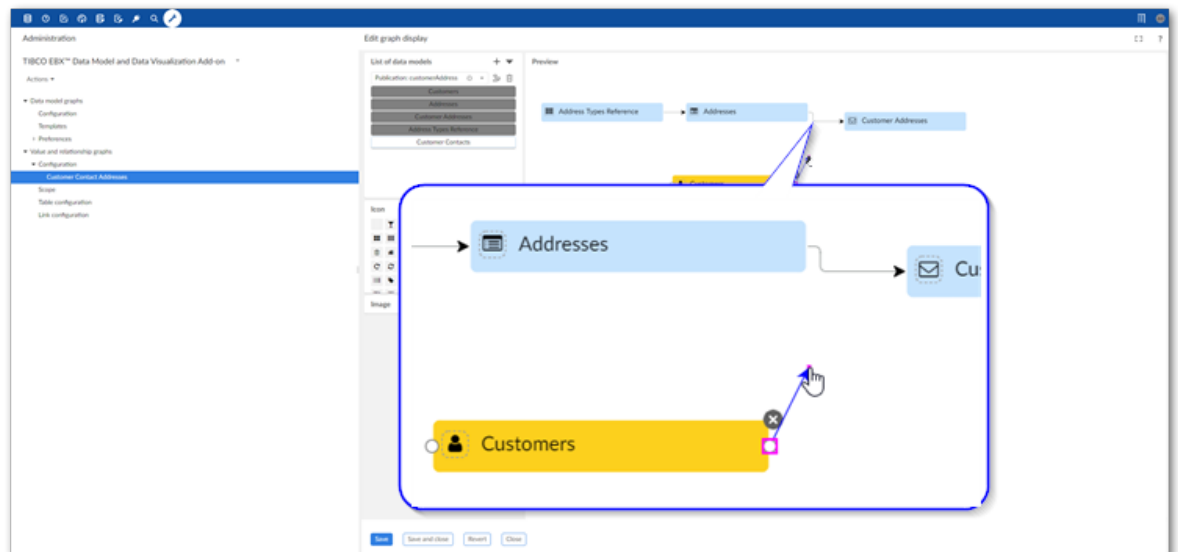 Administration
Edit graph display
?
TIBCO EBX™ Data Model and Data Visualization Add-on
List of data models
Preview
Actions
Publication: customerAddress
Data model graphs
Customers
Configuration
Addresses
Templates
Customer Addresses
Preferences
Address Types Reference
Value and relationship graphs
Customer Contacts
Configuration
Customer Contact Addresses
Scope
Table configuration
Link configuration
Address Types Reference
Addresses
Customer Addresses
Customers
Icon
Image
Addresses
Cus
Customers
Save
Save and close
Revert
Close